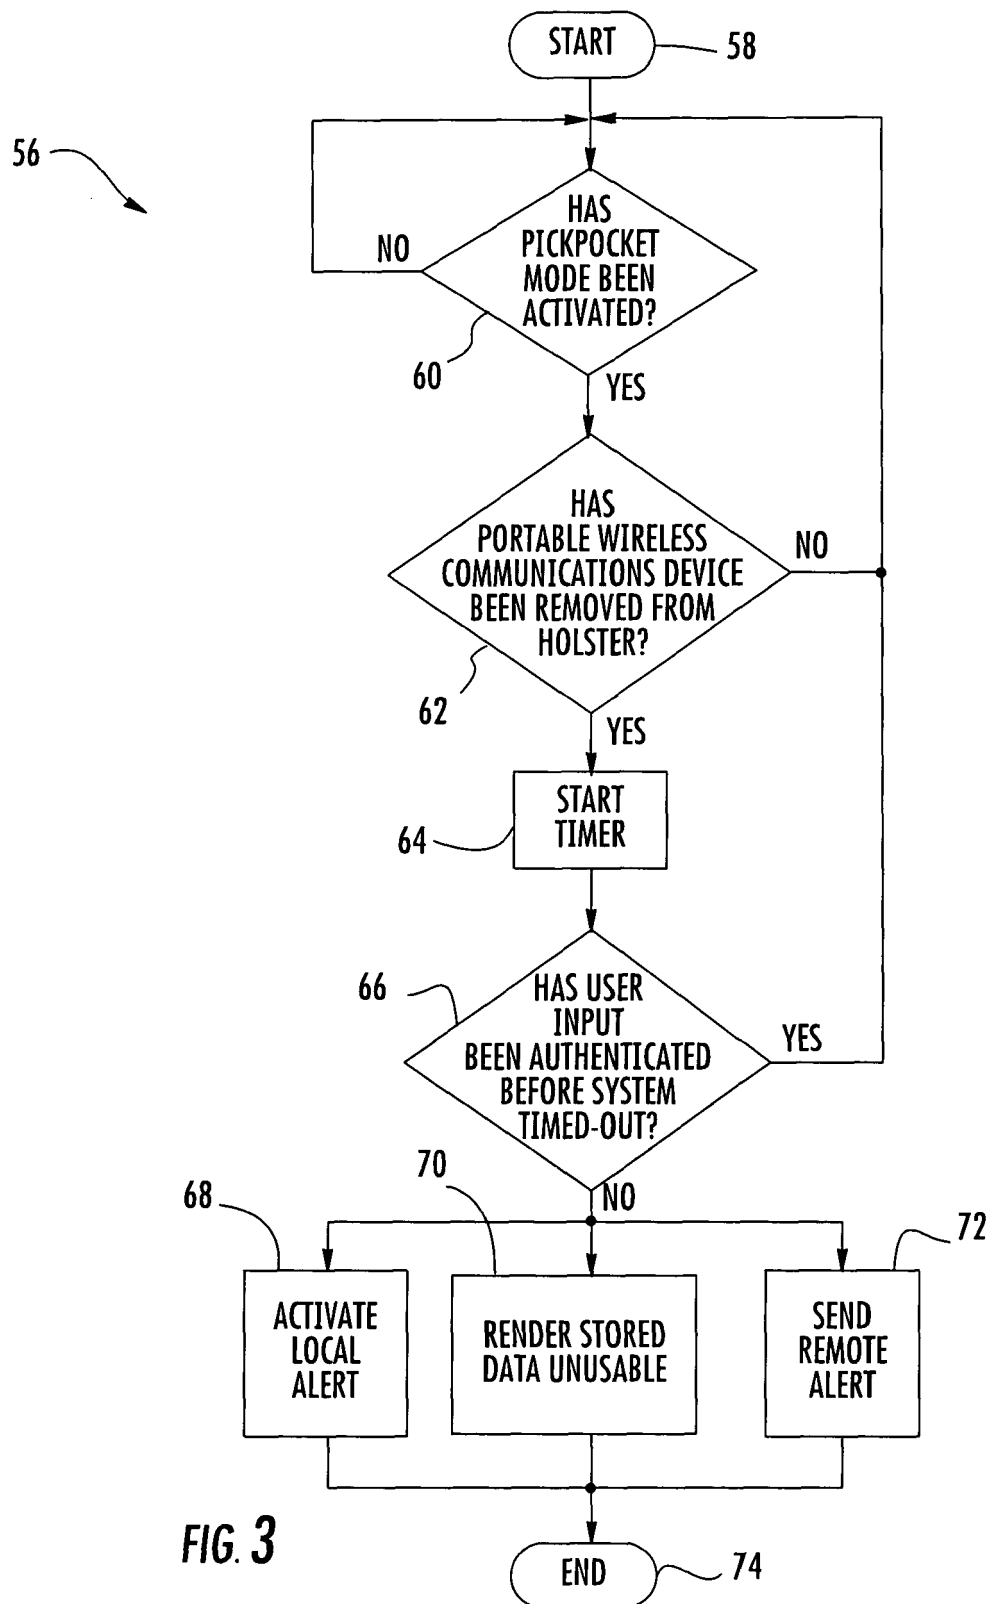 START
58
56
HAS
PICKPOCKET
MODE BEEN
ACTIVATED?
NO
60
YES
HAS
PORTABLE WIRELESS
COMMUNICATIONS DEVICE
BEEN REMOVED FROM
HOLSTER?
NO
62
YES
START
TIMER
64
66
HAS USER
INPUT
BEEN AUTHENTICATED
BEFORE SYSTEM
TIMED-OUT?
YES
NO
68
70
72
ACTIVATE
LOCAL
ALERT
RENDER STORED
DATA UNUSABLE
SEND
REMOTE
ALERT
FIG. 3
END
74